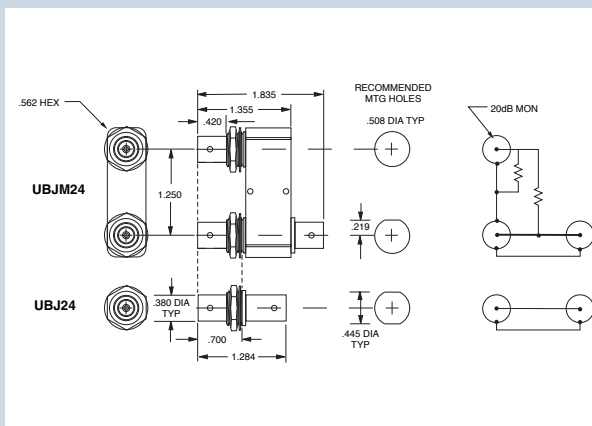 1.835
RECOMMENDED
MTG HOLES
.562 HEX
1.355
20dB MON
.420
.508 DIA TYP
UBJM24
1.250
.219
UBJ24
.380 DIA
TYP
.445 DIA
TYP
.700
1.284